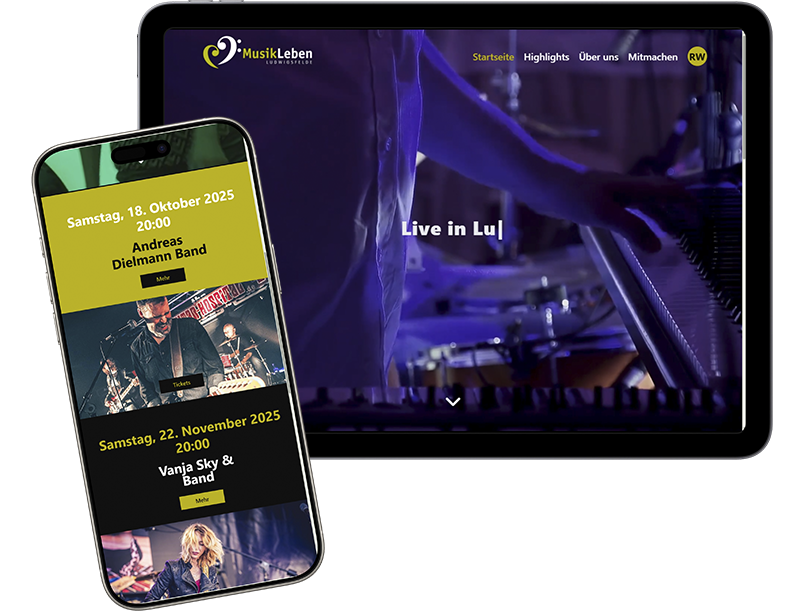 MusikLeben
LUDWIGSFELDE
Startseite Highlights Über uns Mitmachen RW
Live in Lu|
Samstag, 18. Oktober 2025
20:00
Andreas
Dielmann Band
Mehr
Tickets
Samstag, 22. November 2025
20:00
Vanja Sky &
Band
Mehr